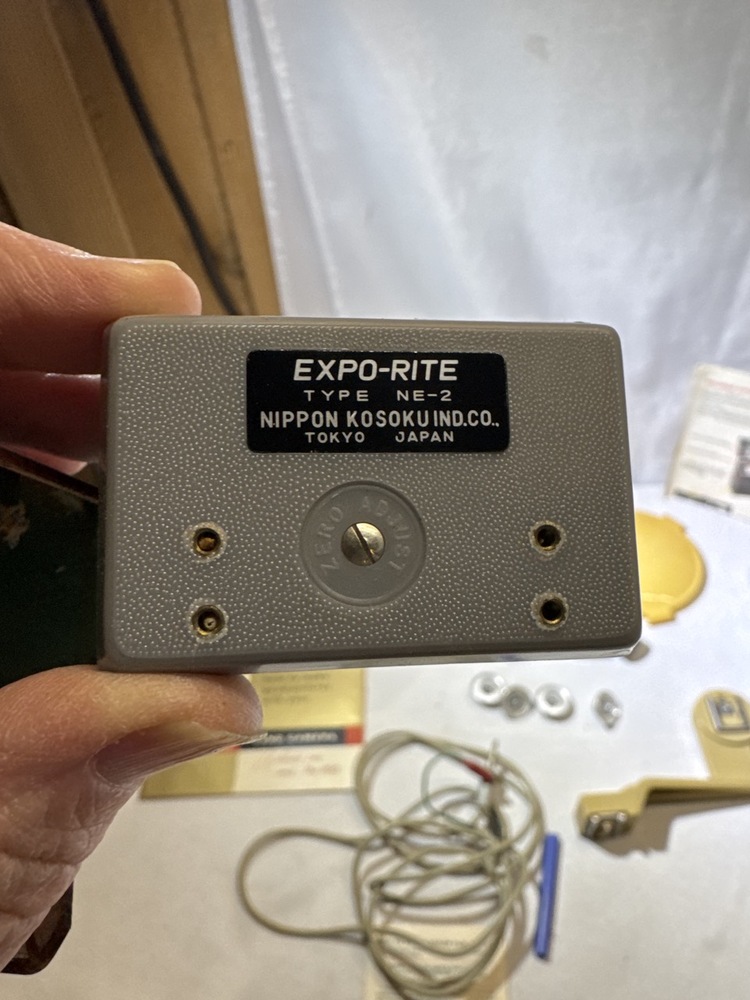 EXPO-RITE
TYPE NE-2
NIPPON KOSOKU IND.CO.,
TOKYO JAPAN
ZERO ADJUST